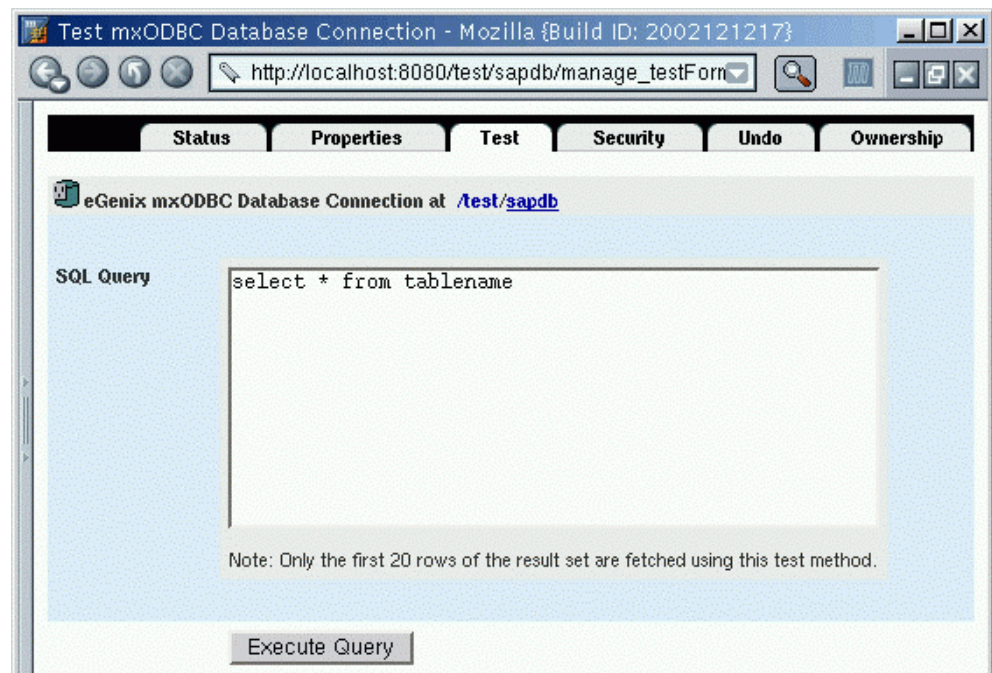 Test mxODBC Database Connection - Mozilla {Build ID: 2002121217}
http://localhost:8080/test/sapdb/manage_testForm
Status Properties Test Security Undo Ownership
eGenix mxODBC Database Connection at /test/sapdb
SQL Query
select * from tablename
Note: Only the first 20 rows of the result set are fetched using this test method.
Execute Query